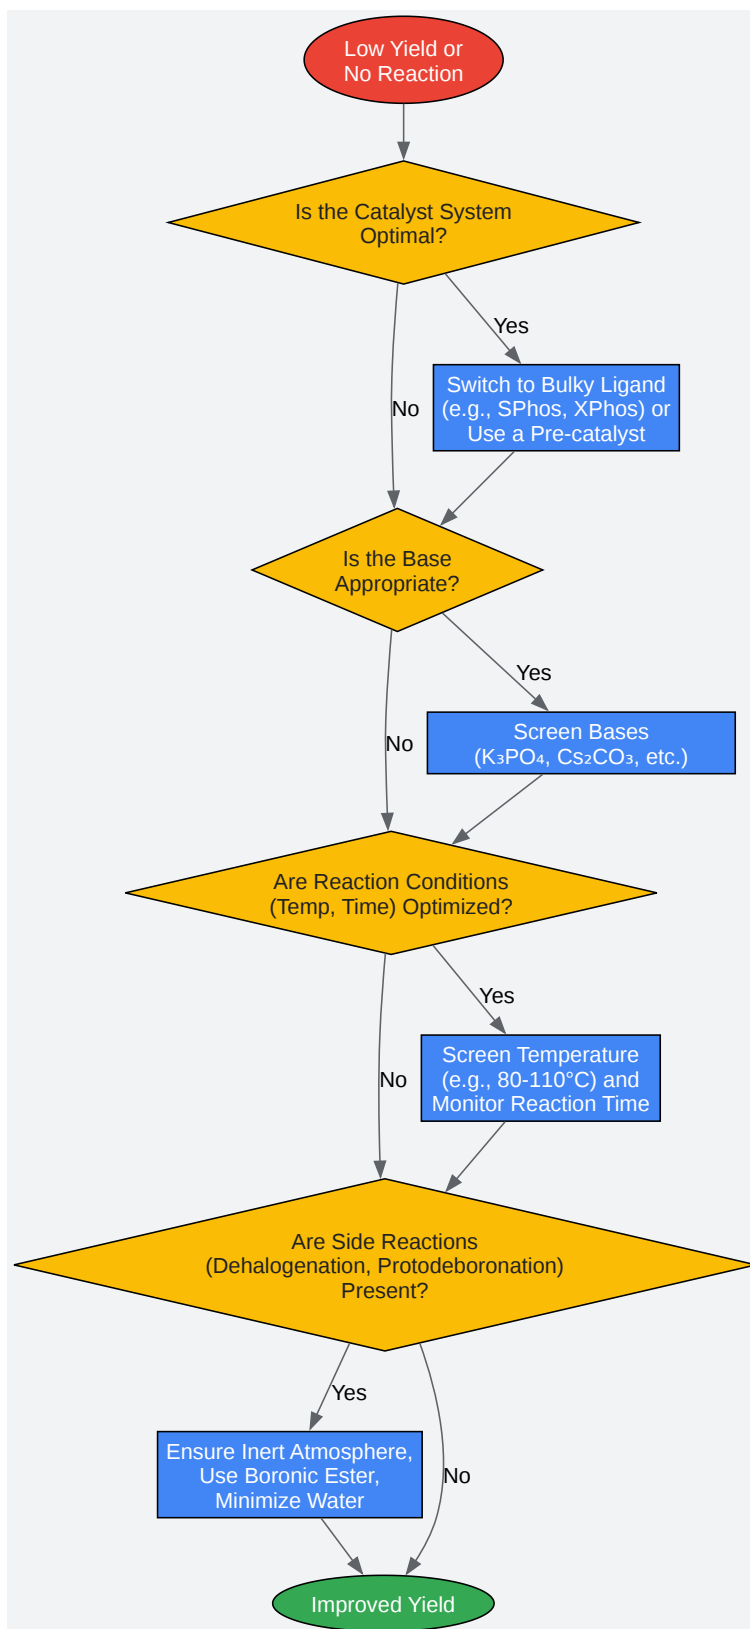 Low Yield or
No Reaction
Is the Catalyst System
Optimal?
Yes
Switch to Bulky Ligand
(e.g., SPhos, XPhos) or
Use a Pre-catalyst
No
Is the Base
Appropriate?
Yes
Screen Bases
(K₃PO₄, Cs₂CO₃, etc.)
No
Are Reaction Conditions
(Temp, Time) Optimized?
Yes
Screen Temperature
(e.g., 80-110°C) and
Monitor Reaction Time
No
Are Side Reactions
(Dehalogenation, Protodeboronation)
Present?
Yes
Ensure Inert Atmosphere,
Use Boronic Ester,
Minimize Water
No
Improved Yield